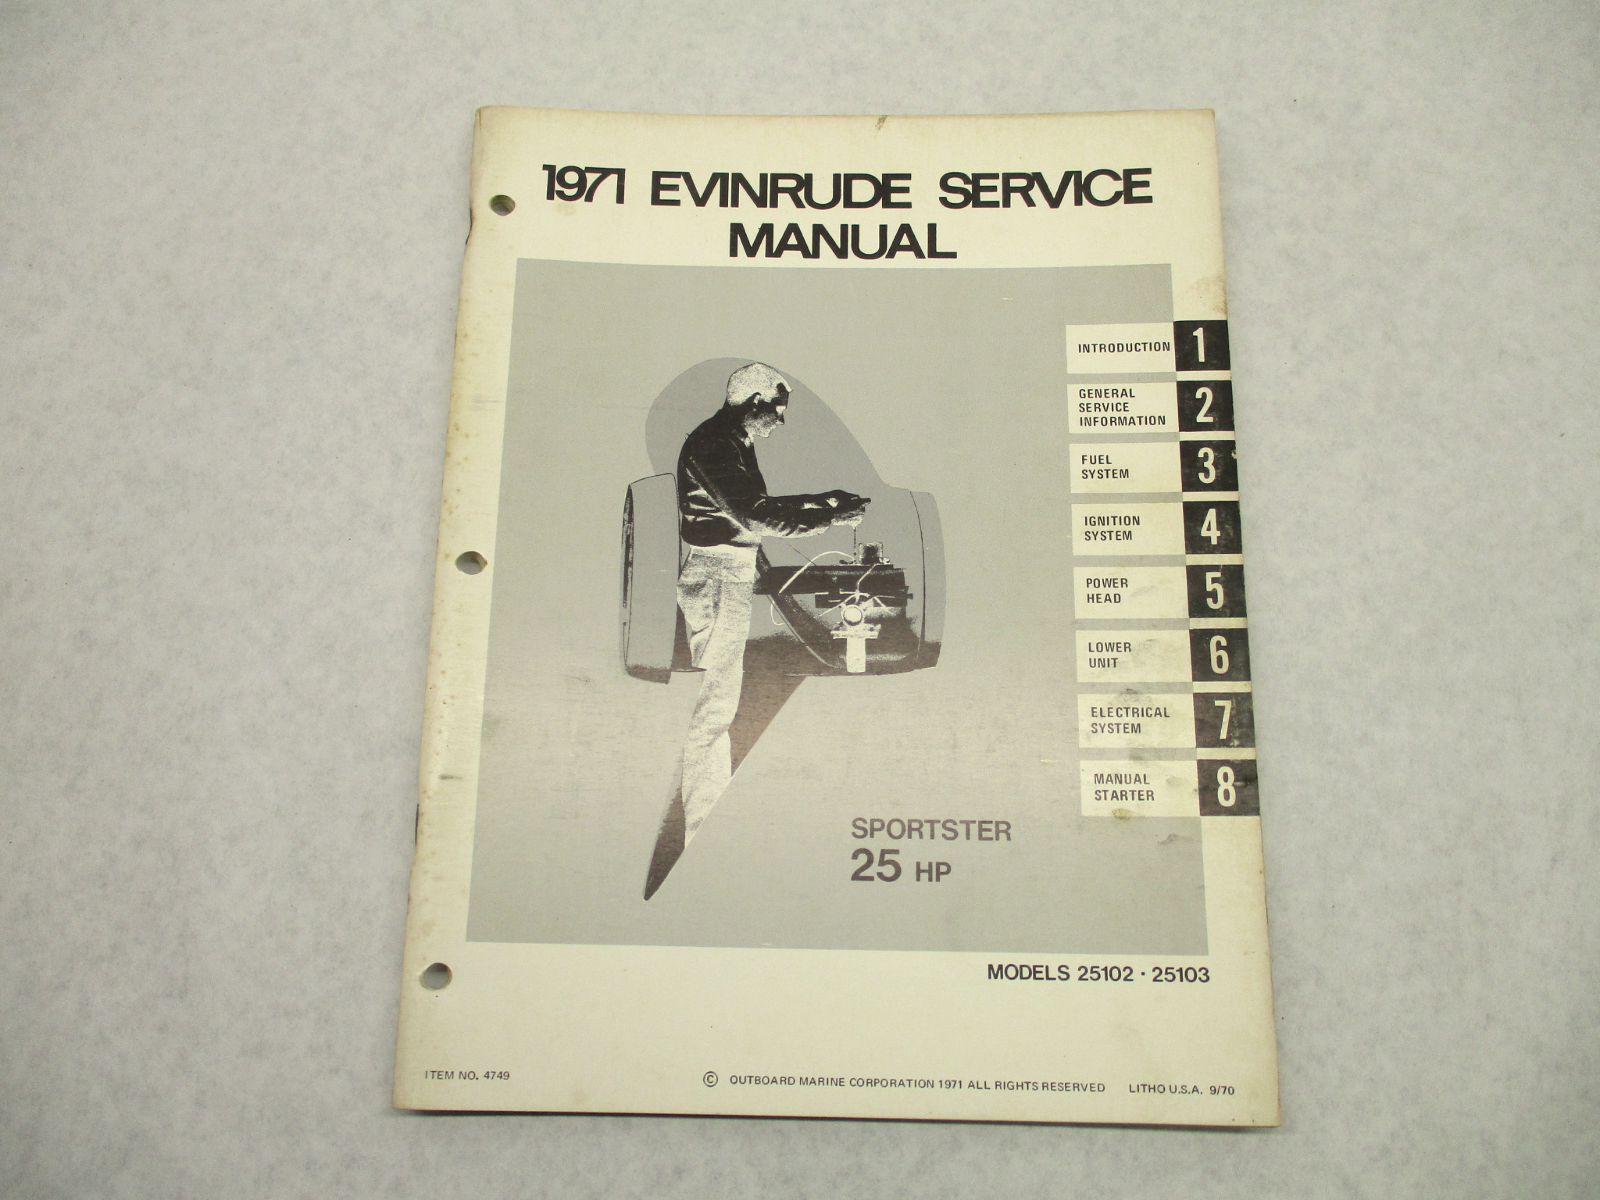 1971 EVINRUDE SERVICE
MANUAL
INTRODUCTION 1
GENERAL
SERVICE 2
INFORMATION
FUEL 3
SYSTEM
IGNITION 4
SYSTEM
POWER 5
HEAD
LOWER 6
UNIT
ELECTRICAL 7
SYSTEM
MANUAL 8
STARTER
SPORTSTER
25 HP
MODELS 25102 · 25103
ITEM NO. 4749
© OUTBOARD MARINE CORPORATION 1971 ALL RIGHTS RESERVED LITHO U.S.A. 9/70